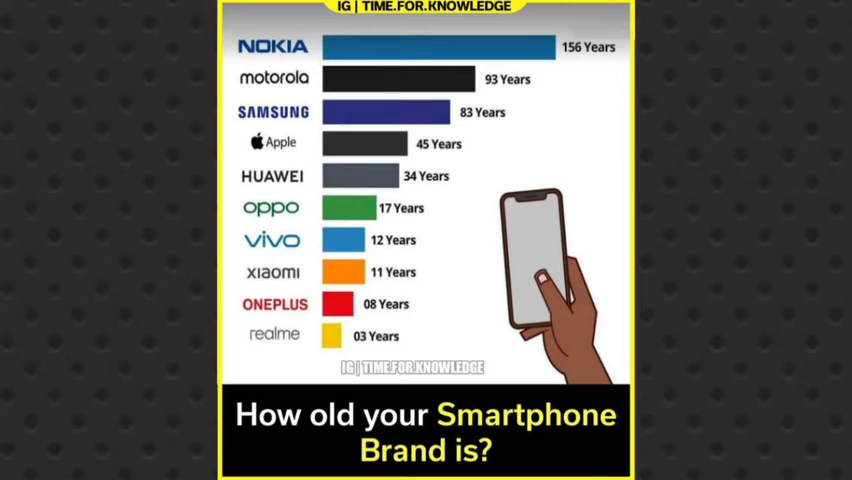 IG | TIME.FOR.KNOWLEDGE
NOKIA 156 Years
motorola 93 Years
SAMSUNG 83 Years
Apple 45 Years
HUAWEI 34 Years
oppo 17 Years
vivo 12 Years
xiaomi 11 Years
ONEPLUS 08 Years
realme 03 Years
IG | TIME.FOR.KNOWLEDGE
How old your Smartphone
Brand is?